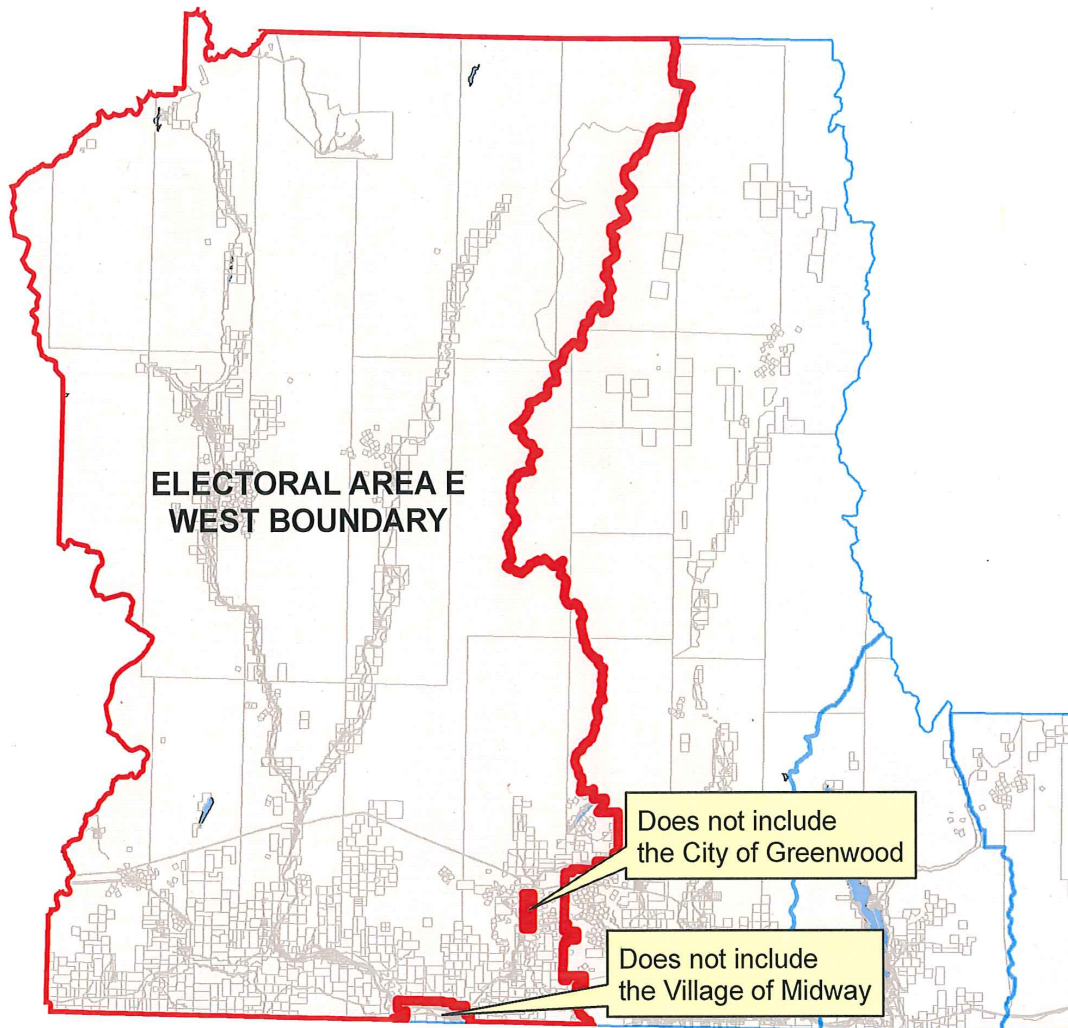 ELECTORAL AREA E
WEST BOUNDARY
Does not include
the City of Greenwood
Does not include
the Village of Midway